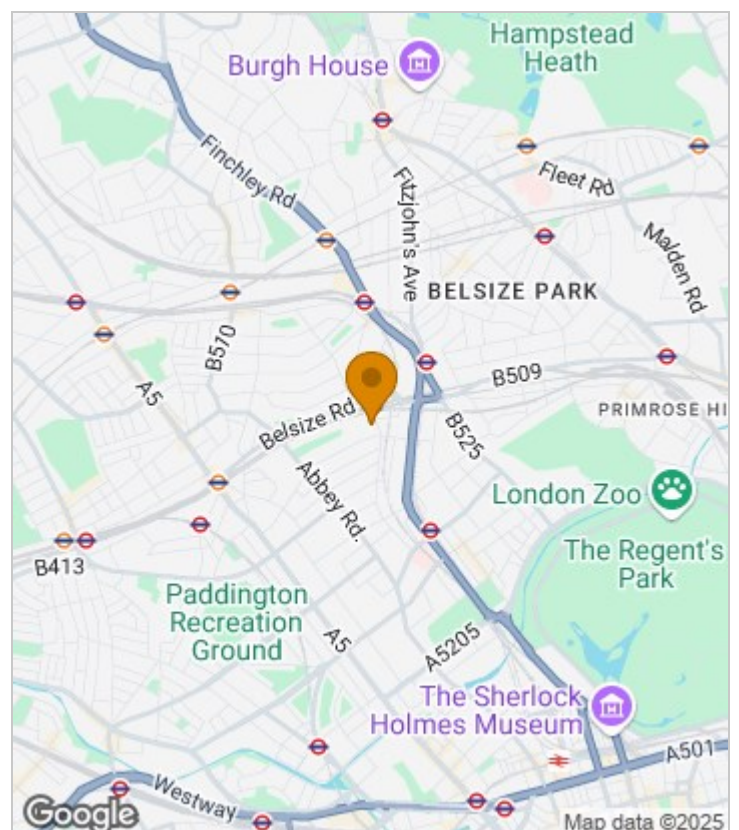 Hampstead
Heath
Burgh House
Finchley Rd
Fitzjohn's Ave
Fleet Rd
Malden Rd
BELSIZE PARK
B510
A5
B509
Belsize Rd
PRIMROSE HI
B525
Abbey Rd.
London Zoo
The Regent's
Park
B413
Paddington
Recreation
Ground
A5
A5205
The Sherlock
Holmes Museum
A501
Westway
Google
Map data ©2025